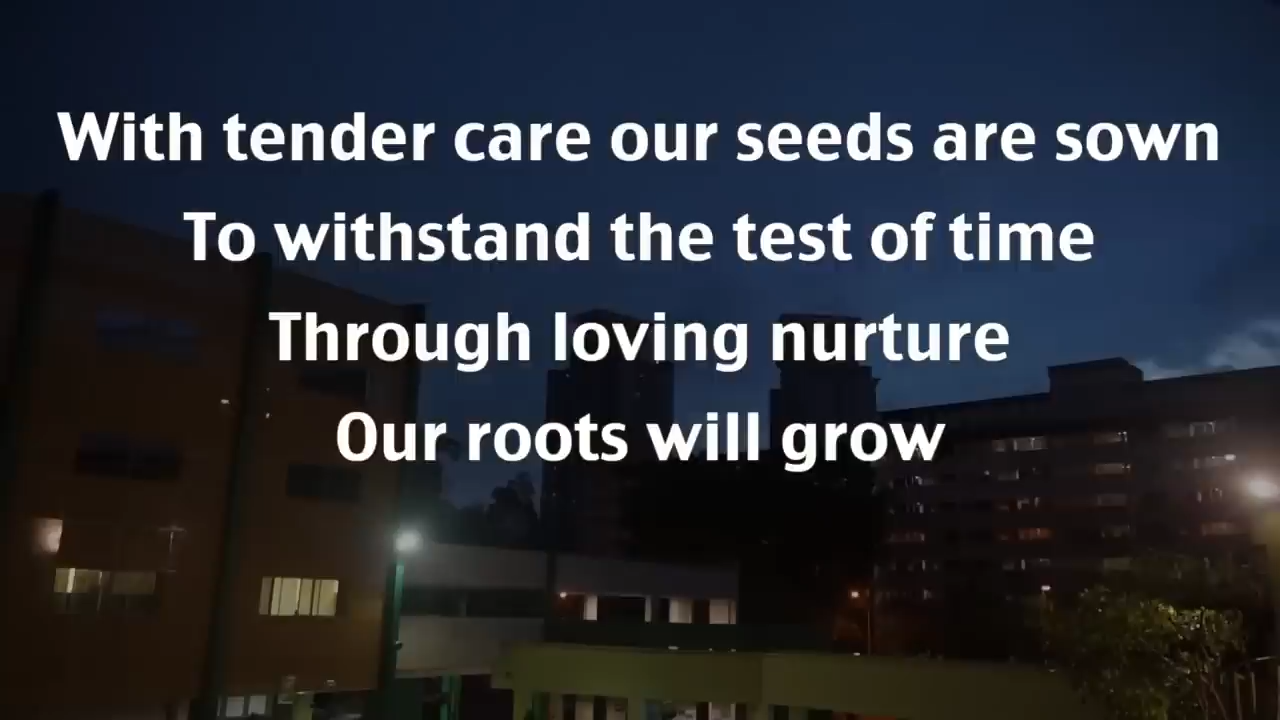 With tender care our seeds are sown
To withstand the test of time
Through loving nurture
Our roots will grow